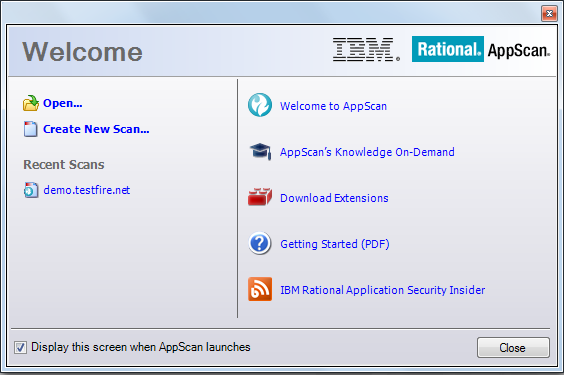 Welcome
IBM®
Rational® AppScan®
Open...
Create New Scan...
Recent Scans
demo.testfire.net
Welcome to AppScan
AppScan's Knowledge On-Demand
Download Extensions
Getting Started (PDF)
IBM Rational Application Security Insider
Display this screen when AppScan launches
Close